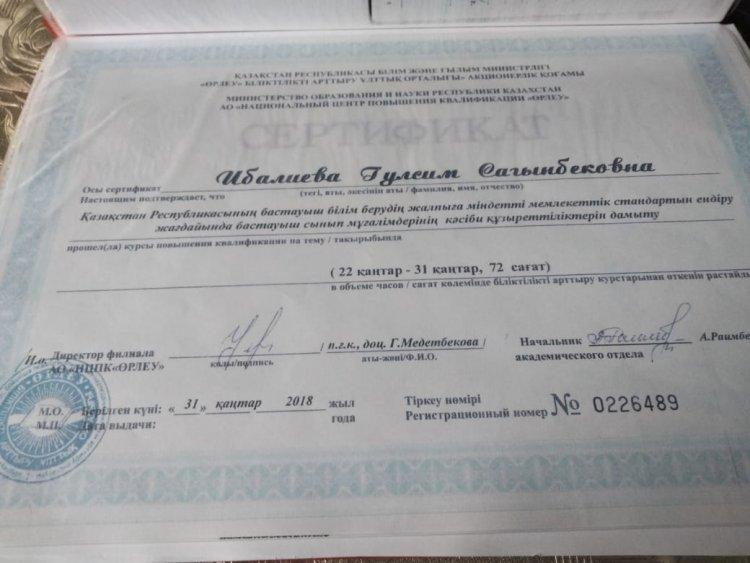 ҚАЗАҚСТАН РЕСПУБЛИКАСЫ БІЛІМ ЖӘНЕ ҒЫЛЫМ МИНИСТРЛІГІ
«ӨРЛЕУ» БІЛІКТІЛІКТІ АРТТЫРУ ҰЛТТЫҚ ОРТАЛЫҒЫ» АКЦИОНЕРЛІК ҚОҒАМЫ
МИНИСТЕРСТВО ОБРАЗОВАНИЯ И НАУКИ РЕСПУБЛИКИ КАЗАХСТАН
АО «НАЦИОНАЛЬНЫЙ ЦЕНТР ПОВЫШЕНИЯ КВАЛИФИКАЦИИ «ӨРЛЕУ»
СЕРТИФИКАТ
Осы сертификат Ибалиева Гулсим Сагынбековна
Настоящим подтверждает, что (тегі, аты, әкесінің аты / фамилия, имя, отчество)
Қазақстан Республикасының бастауыш білім берудің жалпыға міндетті мемлекеттік стандартын ендіру
жағдайында бастауыш сынып мұғалімдерінің кәсіби құзыреттіліктерін дамыту
прошел(ла) курсы повышения квалификации на тему / тақырыбында
( 22 қаңтар - 31 қаңтар, 72 сағат)
в объеме часов / сағат көлемінде біліктілікті арттыру курстарынан өткенін растайды
И.о. Директор филиала / п.ғ.к., доц. Г.Медетбекова / Начальник А.Раимбе
АО «НЦПК«ӨРЛЕУ» қолы/подпись аты-жөні/Ф.И.О. академического отдела
М.О. Берілген күні: «31» қаңтар 2018 жыл Тіркеу нөмірі
М.П. Дата выдачи: года Регистрационный номер № 0226489